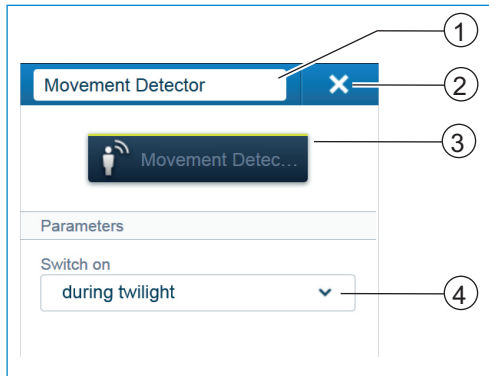 1
Movement Detector
2
Movement Detec...
3
Parameters
Switch on
during twilight
4